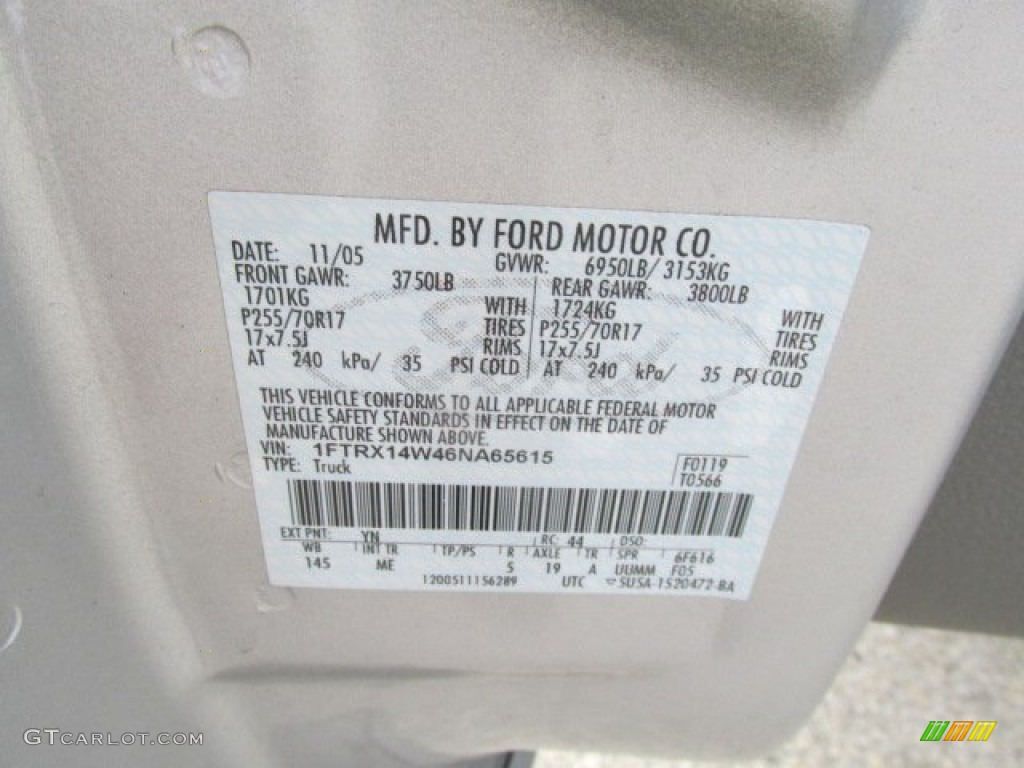 MFD. BY FORD MOTOR CO.
DATE: 11/05 GVWR: 6950LB/ 3153KG
FRONT GAWR: 3750LB REAR GAWR: 3800LB
1701KG WITH 1724KG WITH
P255/70R17 TIRES P255/70R17 TIRES
17x7.5J RIMS 17x7.5J RIMS
AT 240 kPa/ 35 PSI COLD AT 240 kPa/ 35 PSI COLD
THIS VEHICLE CONFORMS TO ALL APPLICABLE FEDERAL MOTOR
VEHICLE SAFETY STANDARDS IN EFFECT ON THE DATE OF
MANUFACTURE SHOWN ABOVE.
VIN: 1FTRX14W46NA65615 F0119
TYPE: Truck T0566
EXT PNT: YN RC: 44 DSO:
WB INT TR TP/PS R AXLE TR SPR 6F616
145 ME 5 19 A UUMM F05
1200511156289 UTC 5U5A-1520472-BA
Ford
GTCARLOT.COM